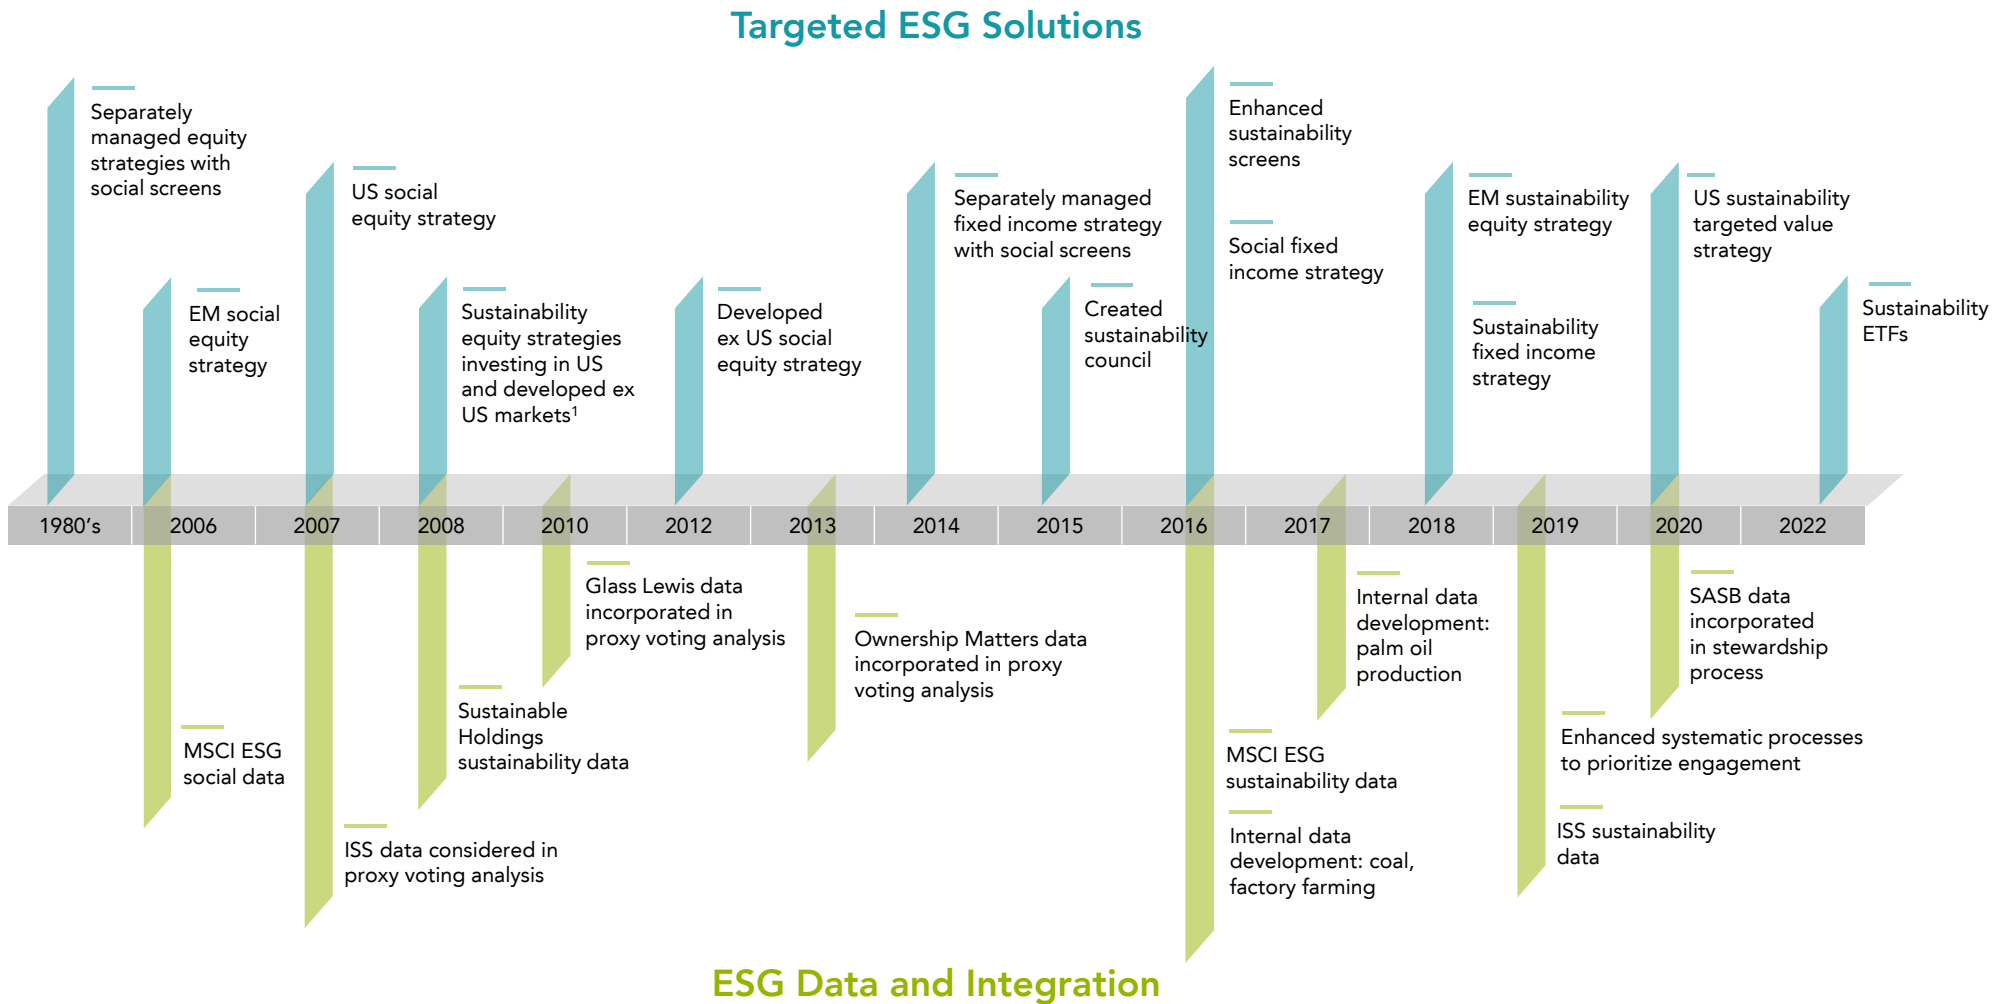 Targeted ESG Solutions
Separately
managed equity
strategies with
social screens
EM social
equity
strategy
US social
equity strategy
Sustainability
equity strategies
investing in US
and developed ex
US markets¹
Developed
ex US social
equity strategy
Separately managed
fixed income strategy
with social screens
Created
sustainability
council
Enhanced
sustainability
screens
Social fixed
income strategy
EM sustainability
equity strategy
Sustainability
fixed income
strategy
US sustainability
targeted value
strategy
Sustainability
ETFs
1980's 2006 2007 2008 2010 2012 2013 2014 2015 2016 2017 2018 2019 2020 2022
MSCI ESG
social data
ISS data considered in
proxy voting analysis
Sustainable
Holdings
sustainability data
Glass Lewis data
incorporated in
proxy voting analysis
Ownership Matters data
incorporated in proxy
voting analysis
MSCI ESG
sustainability data
Internal data
development: coal,
factory farming
Internal data
development:
palm oil
production
Enhanced systematic processes
to prioritize engagement
ISS sustainability
data
SASB data
incorporated
in stewardship
process
ESG Data and Integration